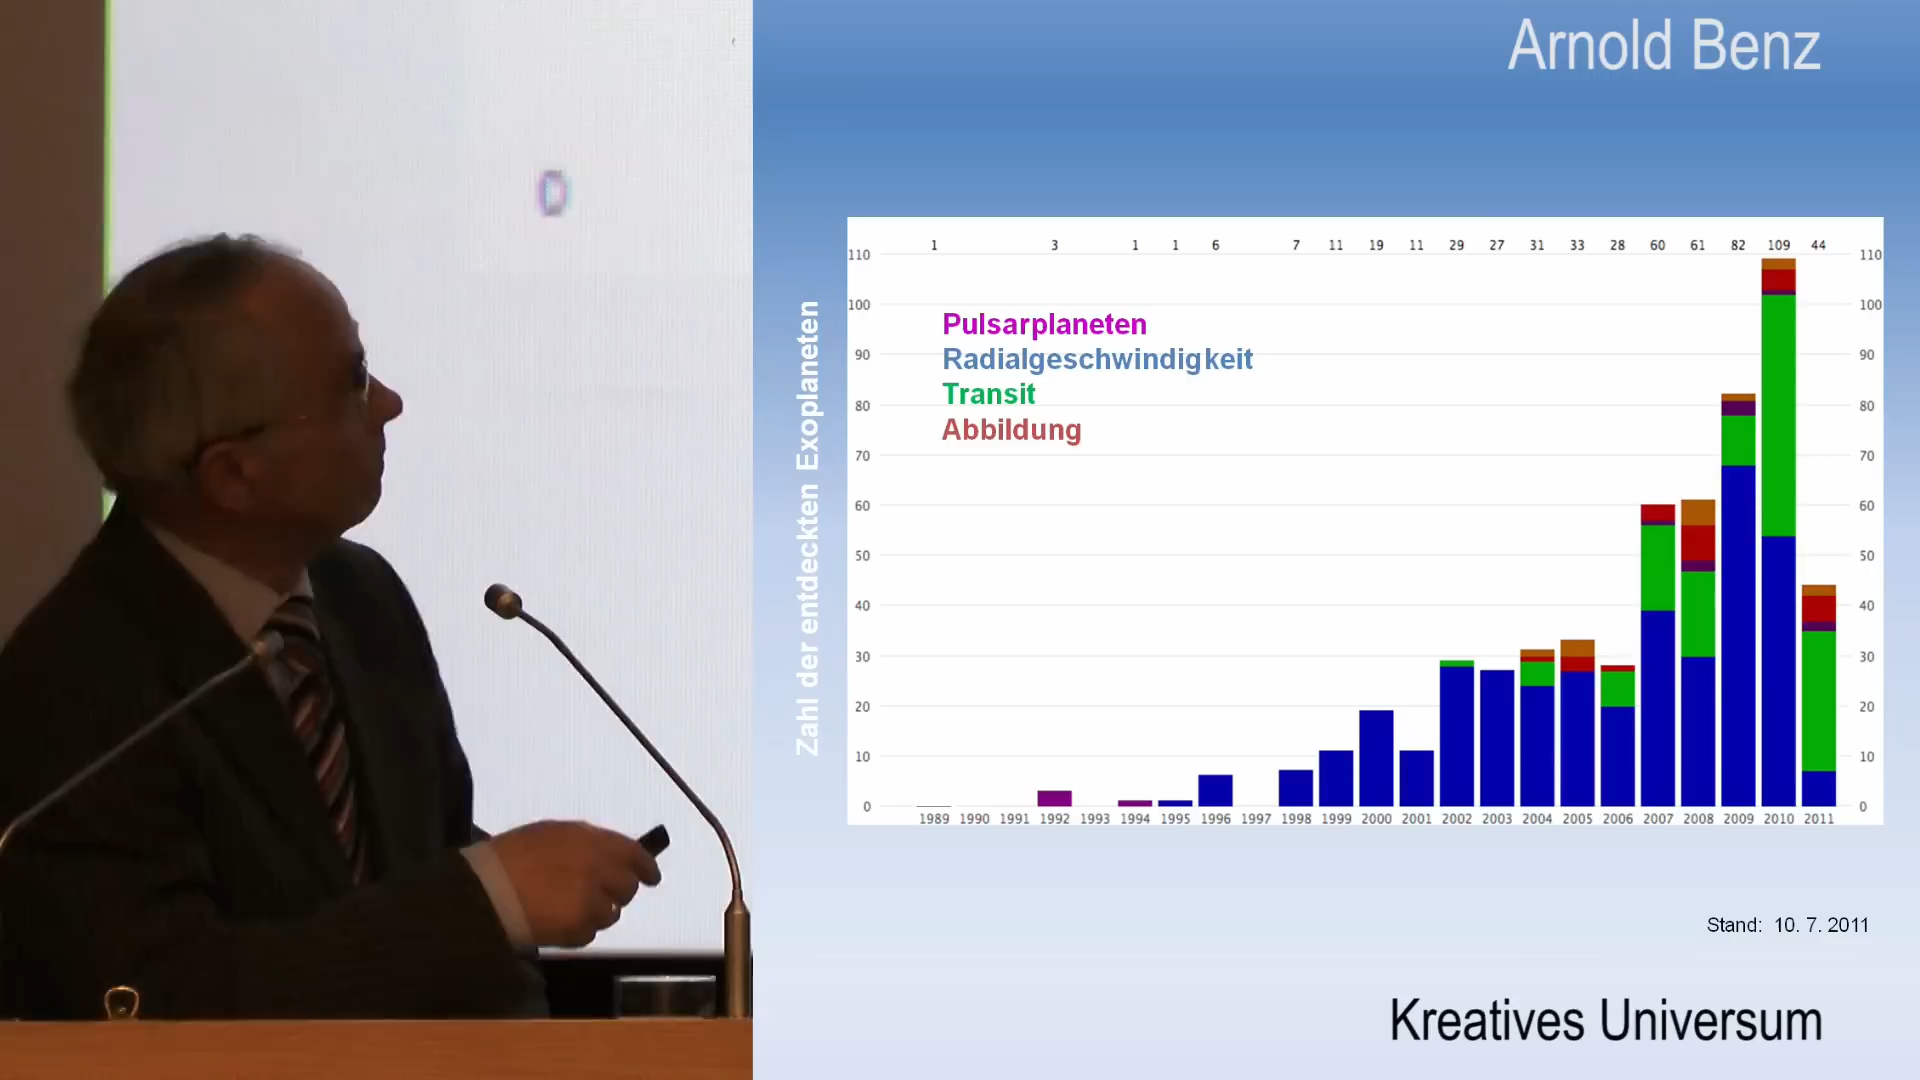 Arnold Benz
0
Zahl der entdeckten Exoplaneten
1 3 1 1 6 7 11 19 11 29 27 31 33 28 60 61 82 109 44
110 110
100 100
90 90
80 80
70 70
60 60
50 50
40 40
30 30
20 20
10 10
0 0
Pulsarplaneten
Radialgeschwindigkeit
Transit
Abbildung
1989 1990 1991 1992 1993 1994 1995 1996 1997 1998 1999 2000 2001 2002 2003 2004 2005 2006 2007 2008 2009 2010 2011
Stand: 10. 7. 2011
Kreatives Universum